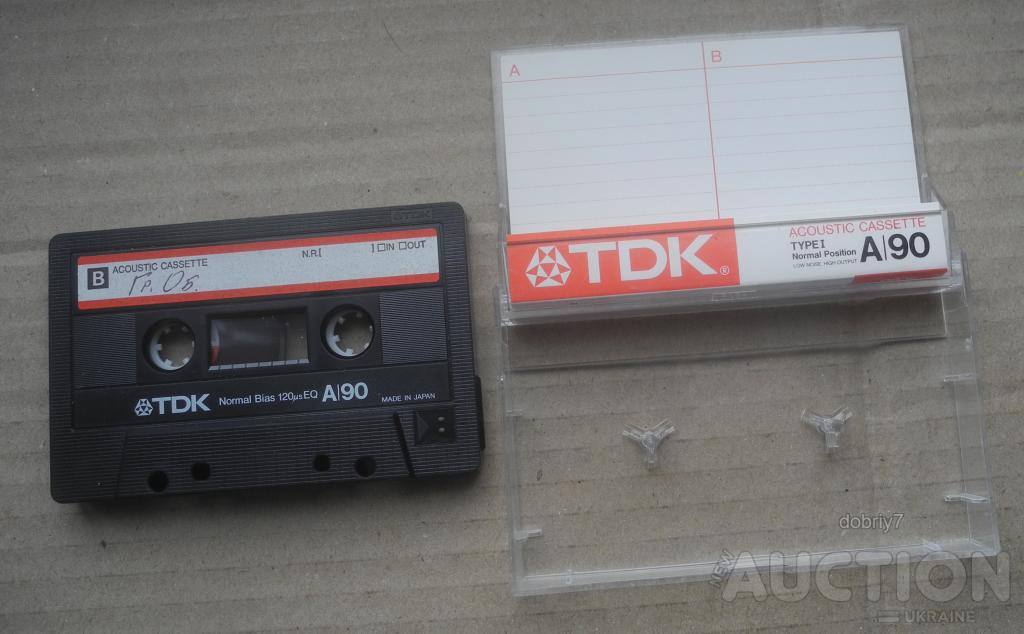 B ACOUSTIC CASSETTE N.R.I □IN □OUT
Гр. Об.
TDK Normal Bias 120μs EQ A|90 MADE IN JAPAN
A B
TDK®
ACOUSTIC CASSETTE
TYPE I
Normal Position
LOW NOISE HIGH OUTPUT
A|90
dobriy7
NEW AUCTION
UKRAINE